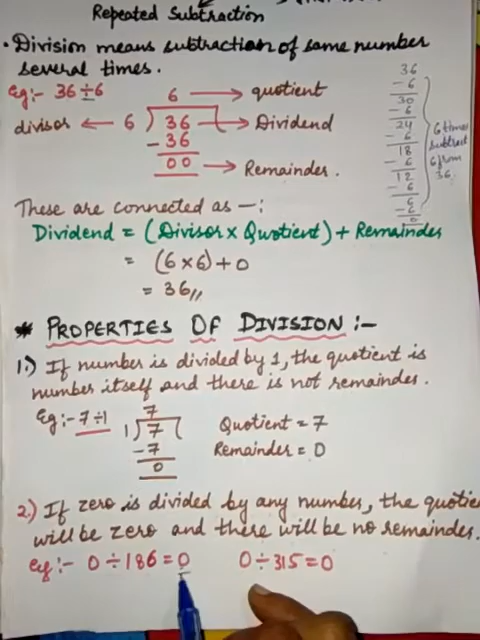 Repeated Subtraction
• Division means subtraction of same number
several times.
Eg:- 36÷6
6 → quotient
divisor ← 6 ) 36 → Dividend
- 36
00 → Remainder.
36
- 6
30
- 6
24
- 6
18
- 6
12
- 6
6
- 6
0
6 times
subtract
6 from
36.
These are connected as —:
Dividend = (Divisor x Quotient) + Remainder
= (6 x 6) + 0
= 36,,
* PROPERTIES OF DIVISION :-
1.) If number is divided by 1, the quotient is
number itself and there is not remainder.
Eg:- 7÷1
7
1 ) 7 (
- 7
0
Quotient = 7
Remainder = 0
2.) If zero is divided by any number, the quotie
will be zero and there will be no remainder.
eg:- 0 ÷ 186 = 0 0 ÷ 315 = 0